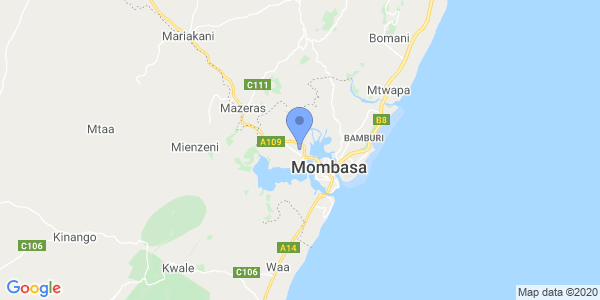 Mariakani
Bomani
C111
Mtwapa
Mazeras
B8
Mtaa
A109
BAMBURI
Mienzeni
Mombasa
Kinango
C106
A14
Kwale
C106
Waa
Google
Map data ©2020